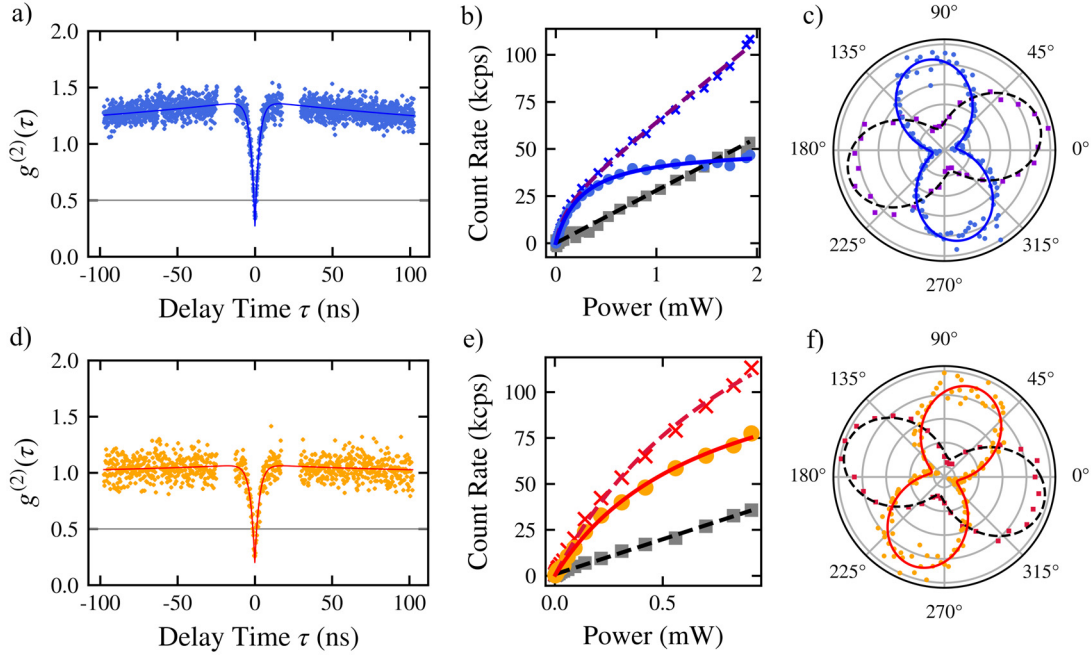 a)
2.0
1.5
1.0
0.5
0.0
g(2)(τ)
-100 -50 0 50 100
Delay Time τ (ns)
b)
100
75
50
25
0
Count Rate (kcps)
0 1 2
Power (mW)
c)
90°
135° 45°
180° 0°
225° 315°
270°
d)
2.0
1.5
1.0
0.5
0.0
g(2)(τ)
-100 -50 0 50 100
Delay Time τ (ns)
e)
100
75
50
25
0
Count Rate (kcps)
0.0 0.5
Power (mW)
f)
90°
135° 45°
180° 0°
225° 315°
270°